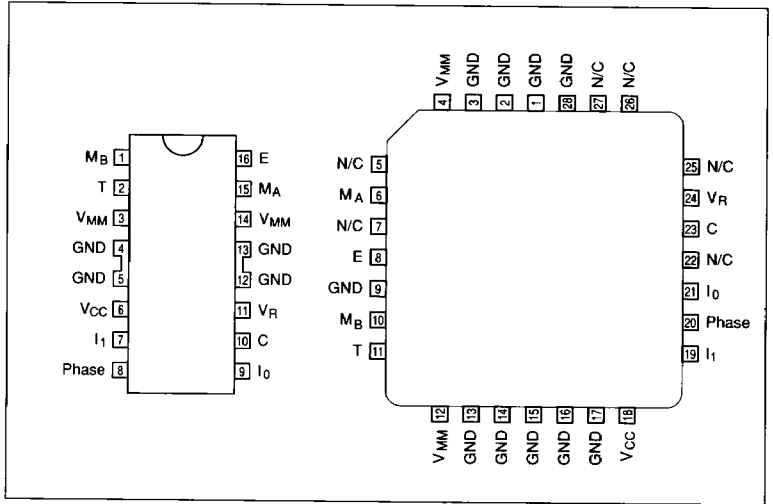 MB 1
T 2
VMM 3
GND 4
GND 5
VCC 6
I1 7
Phase 8
16 E
15 MA
14 VMM
13 GND
12 GND
11 VR
10 C
9 I0
VMM GND GND GND GND N/C N/C
4 3 2 1 28 27 26
N/C 5
MA 6
N/C 7
E 8
GND 9
MB 10
T 11
25 N/C
24 VR
23 C
22 N/C
21 I0
20 Phase
19 I1
12 13 14 15 16 17 18
VMM GND GND GND GND GND VCC